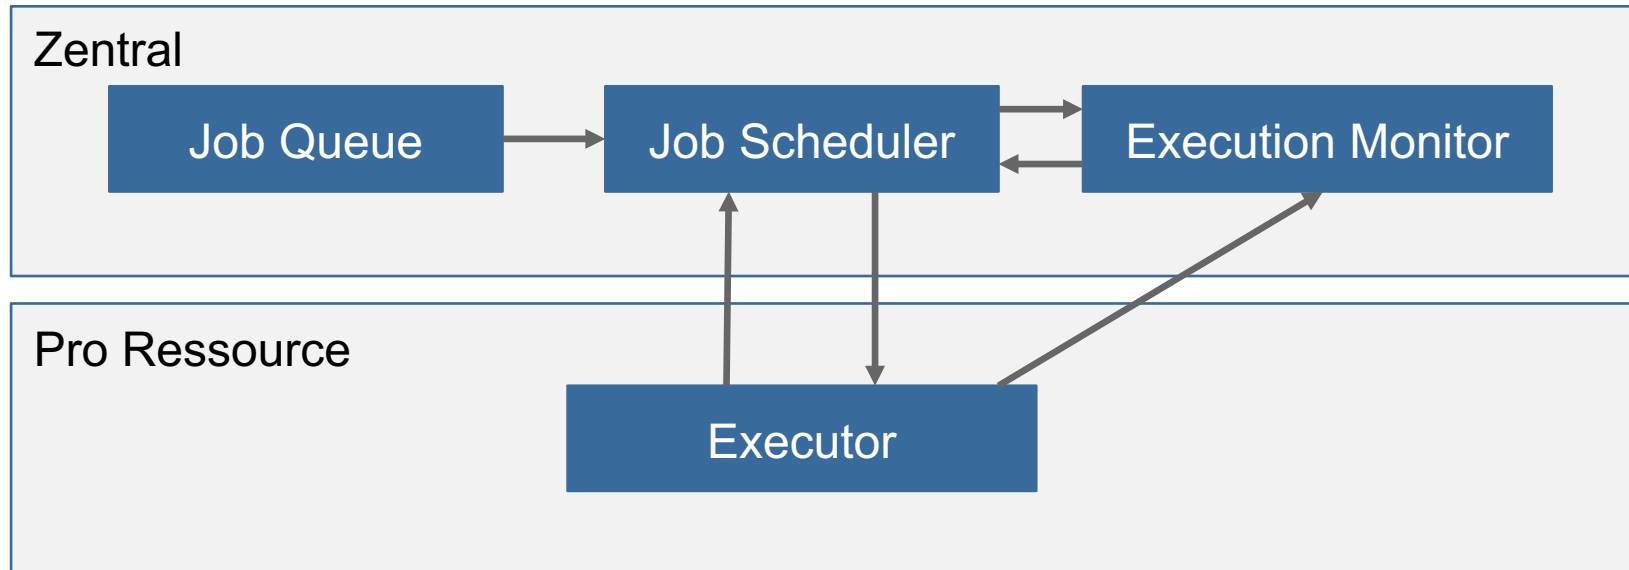 Zentral
Job Queue
Job Scheduler
Execution Monitor
Pro Ressource
Executor